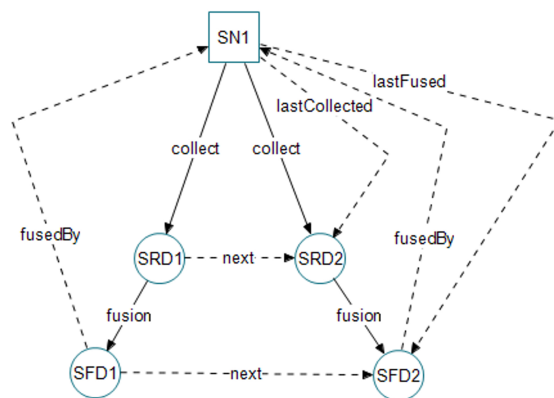 SN1
lastFused
lastCollected
collect
collect
fusedBy
fusedBy
SRD1
next
SRD2
fusion
fusion
SFD1
next
SFD2